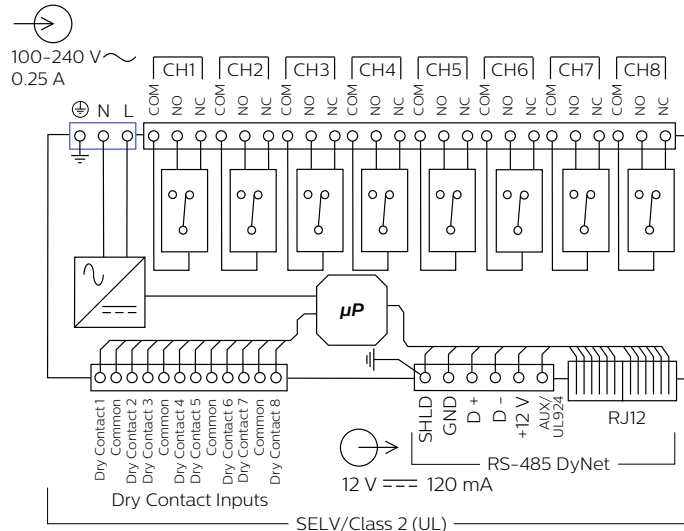 100-240 V
0.25 A
CH1 CH2 CH3 CH4 CH5 CH6 CH7 CH8
COM NO NC COM NO NC COM NO NC COM NO NC COM NO NC COM NO NC COM NO NC COM NO NC
N L
µP
Dry Contact 1
Common
Dry Contact 2
Dry Contact 3
Common
Dry Contact 4
Dry Contact 5
Common
Dry Contact 6
Dry Contact 7
Common
Dry Contact 8
SHLD
GND
D +
D -
+12 V
AUX/
UL924
RJ12
RS-485 DyNet
12 V 120 mA
Dry Contact Inputs
SELV/Class 2 (UL)